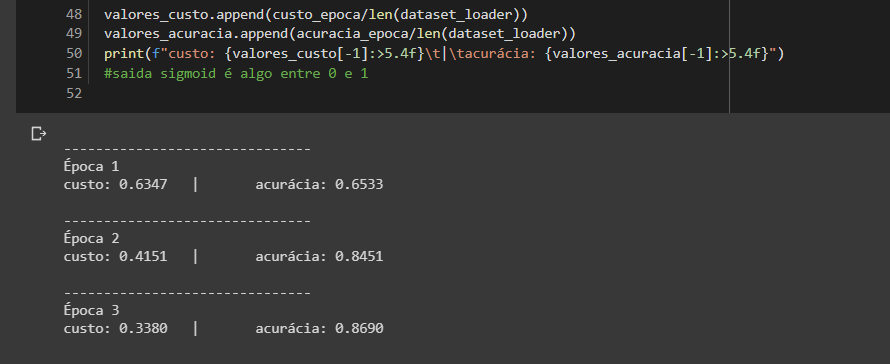 48 valores_custo.append(custo_epoca/len(dataset_loader))
49 valores_acuracia.append(acuracia_epoca/len(dataset_loader))
50 print(f"custo: {valores_custo[-1]:>5.4f}\t|\tacurácia: {valores_acuracia[-1]:>5.4f}")
51 #saida sigmoid é algo entre 0 e 1
52
-------------------------------
Época 1
custo: 0.6347 | acurácia: 0.6533
-------------------------------
Época 2
custo: 0.4151 | acurácia: 0.8451
-------------------------------
Época 3
custo: 0.3380 | acurácia: 0.8690